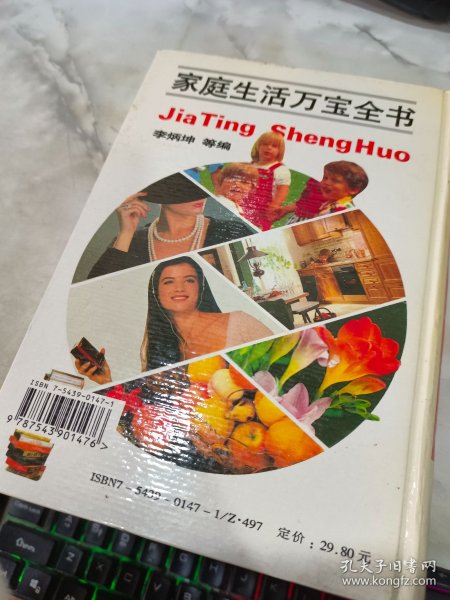 家庭生活万宝全书
JiaTing ShengHuo
李炳坤 等编
ISBN 7-5439-0147-1
9 787543 901476 >
ISBN7-5439-0147-1/Z·497
定价：29.80元
孔夫子旧书网
www.kongfz.com